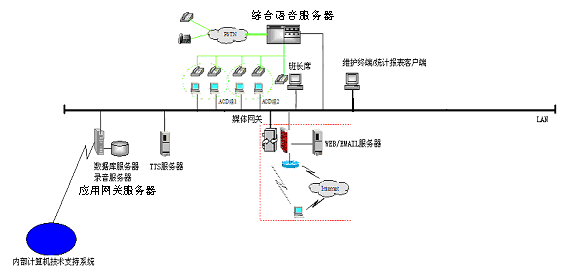 综合语音服务器
PSTN
班长席
维护终端/统计报表客户端
ACD组1
ACD组2
媒体网关
LAN
WEB/EMAIL服务器
数据库服务器
录音服务器
TTS服务器
应用网关服务器
Internet
内部计算机技术支持系统